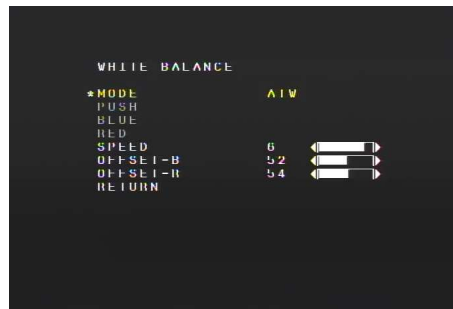 WHITE BALANCE
*MODE ATW
PUSH
BLUE
RED
SPEED 6
OFFSET-B 52
OFFSET-R 54
RETURN